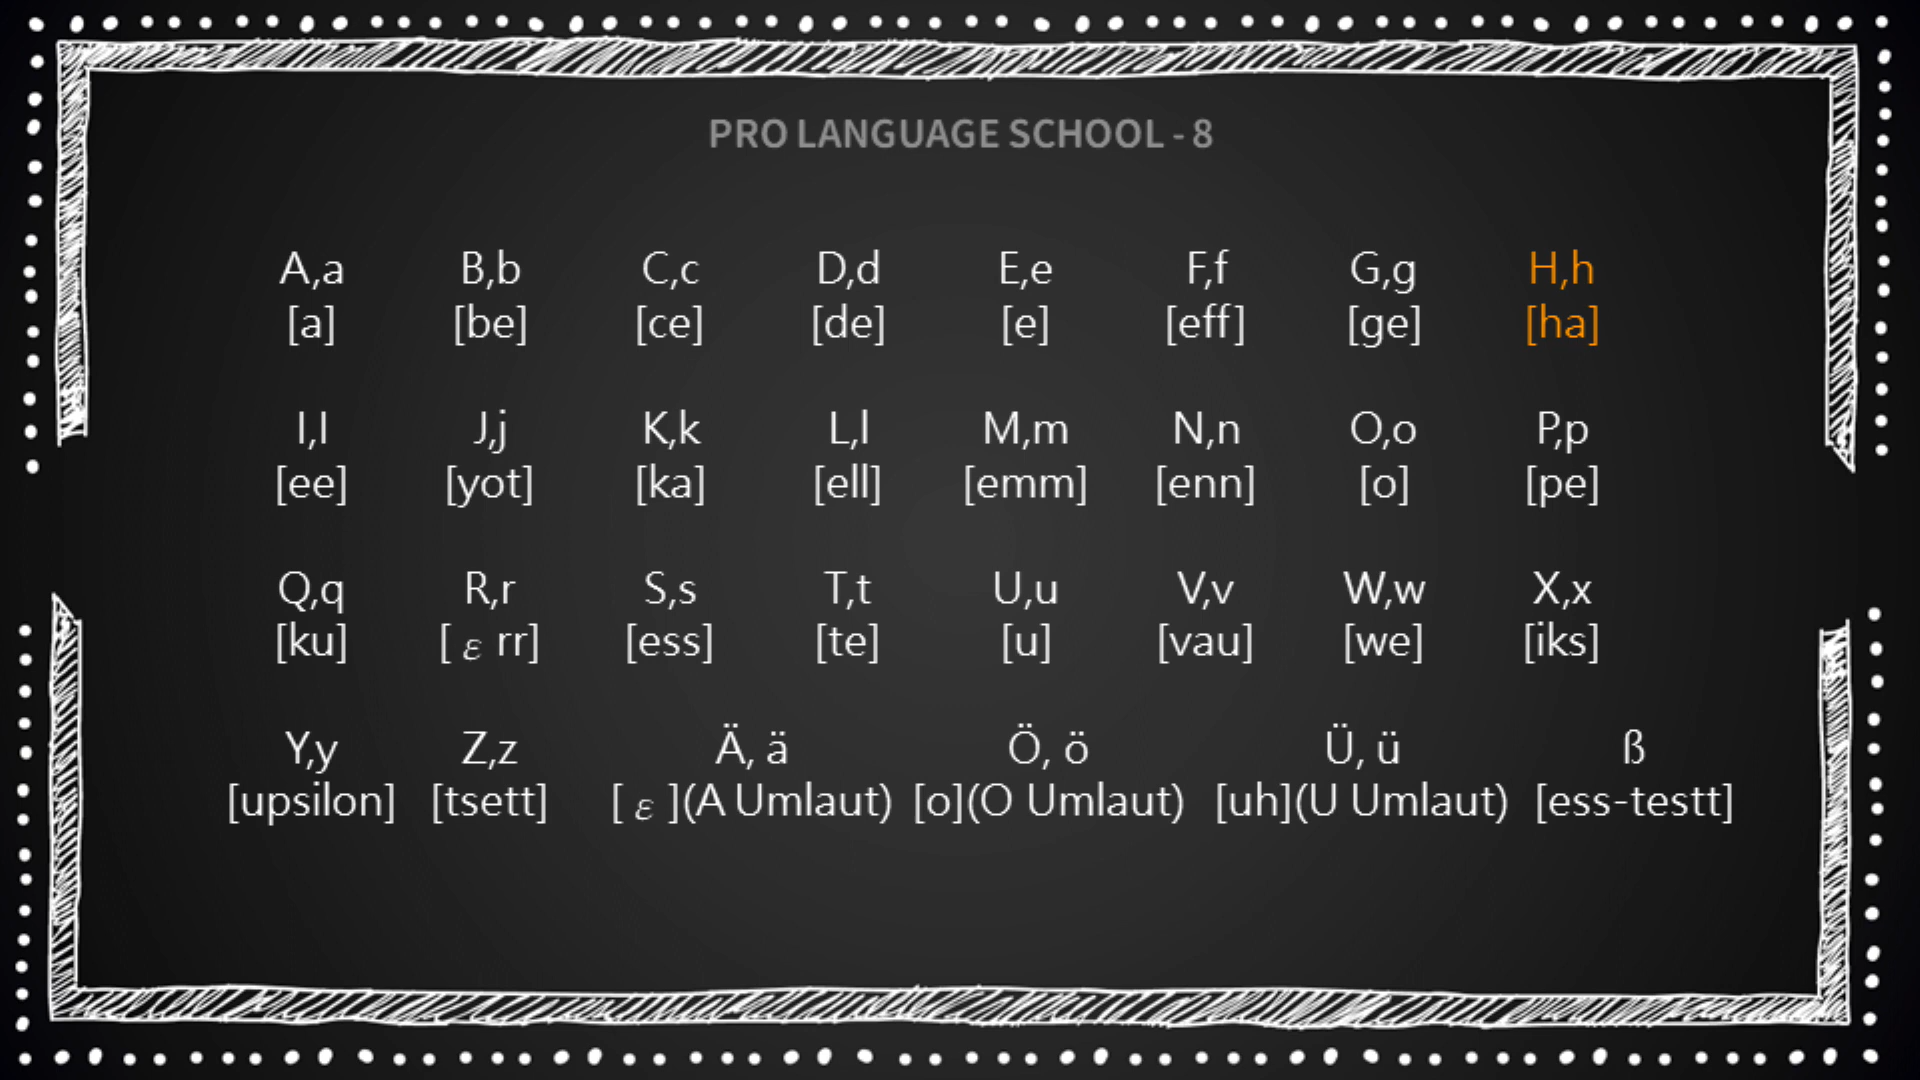 PRO LANGUAGE SCHOOL - 8
A,a B,b C,c D,d E,e F,f G,g H,h
[a] [be] [ce] [de] [e] [eff] [ge] [ha]
I,I J,j K,k L,l M,m N,n O,o P,p
[ee] [yot] [ka] [ell] [emm] [enn] [o] [pe]
Q,q R,r S,s T,t U,u V,v W,w X,x
[ku] [ ε rr] [ess] [te] [u] [vau] [we] [iks]
Y,y Z,z Ä, ä Ö, ö Ü, ü ß
[upsilon] [tsett] [ ε ](A Umlaut) [o](O Umlaut) [uh](U Umlaut) [ess-testt]